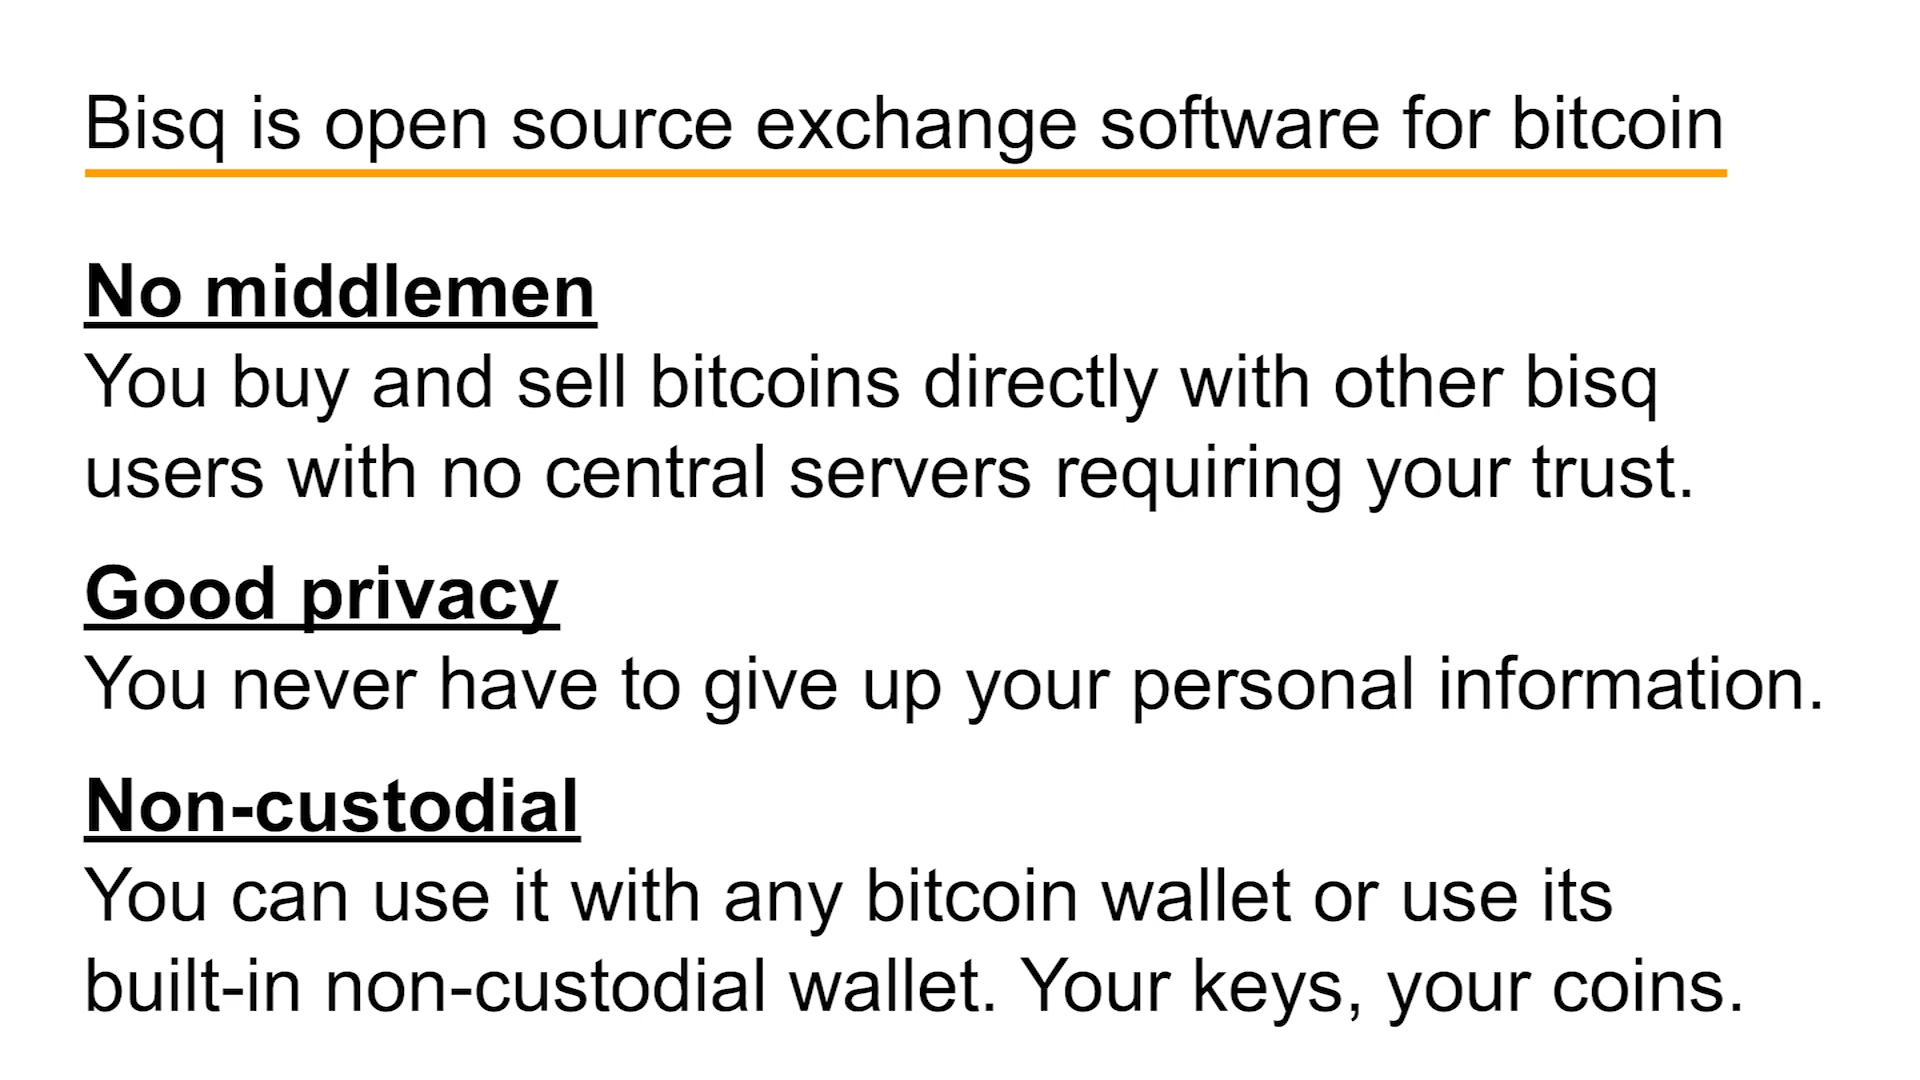 Bisq is open source exchange software for bitcoin
No middlemen
You buy and sell bitcoins directly with other bisq
users with no central servers requiring your trust.
Good privacy
You never have to give up your personal information.
Non-custodial
You can use it with any bitcoin wallet or use its
built-in non-custodial wallet. Your keys, your coins.